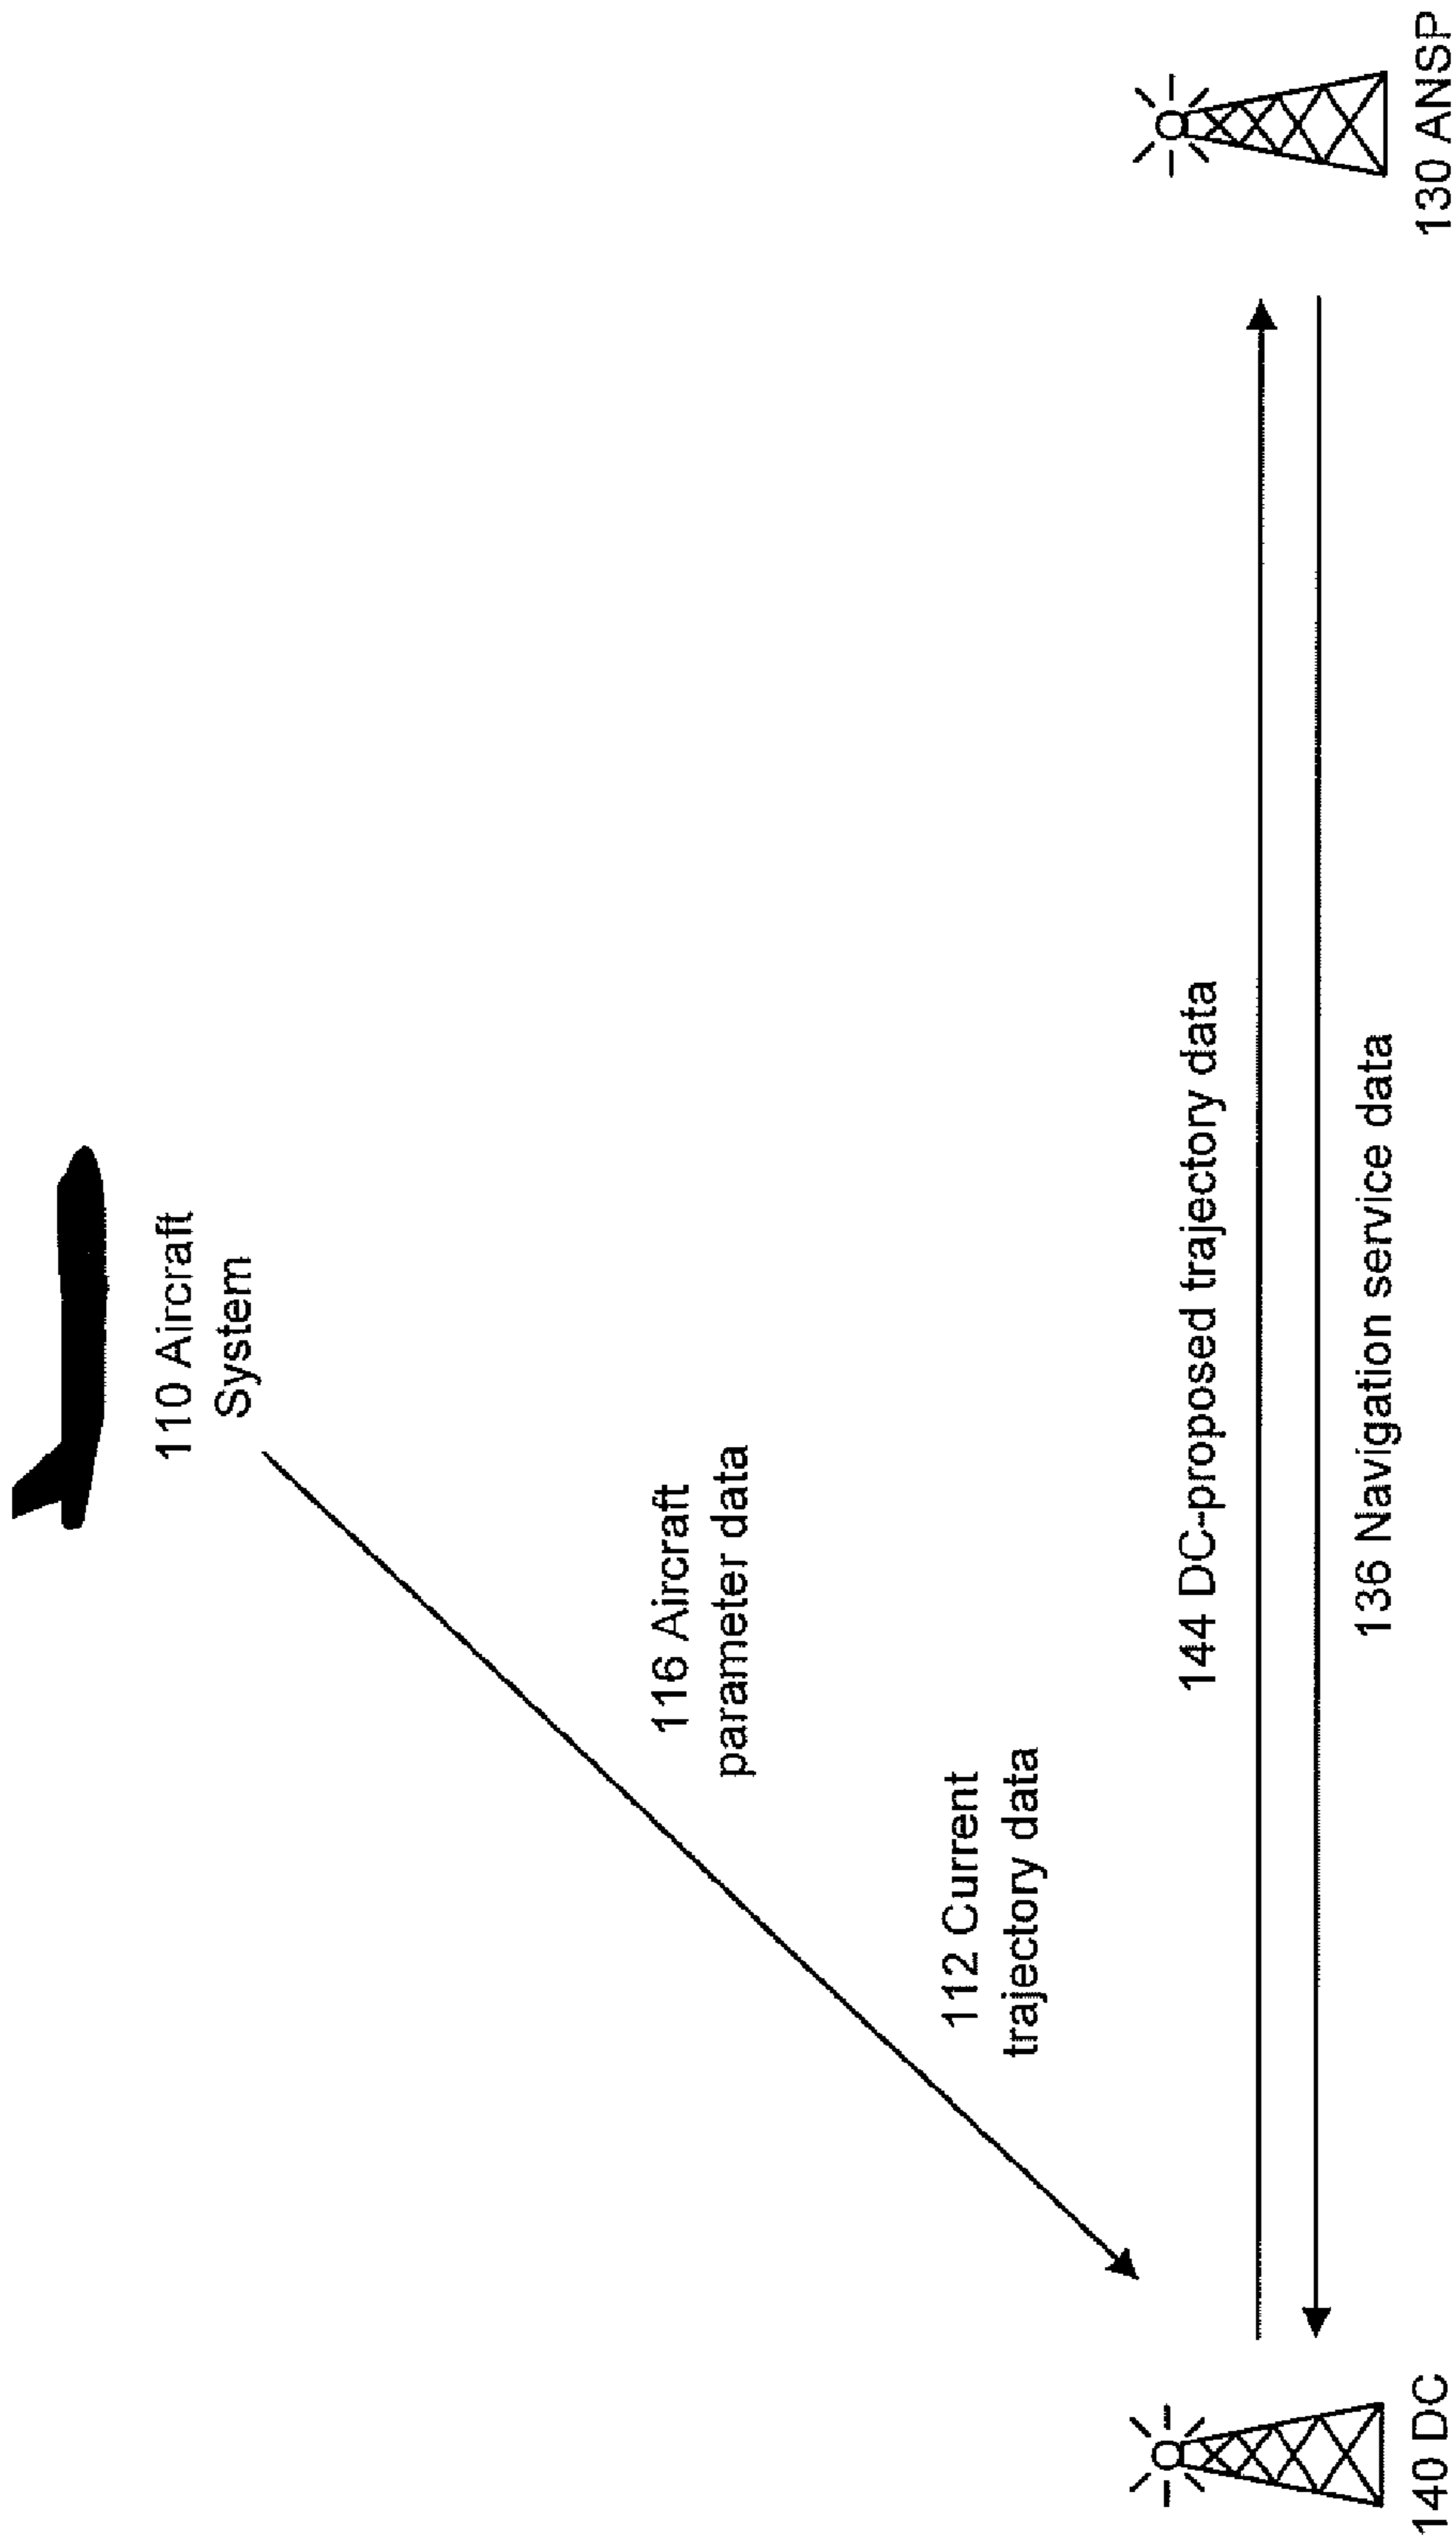 110 Aircraft
System
116 Aircraft
parameter data
112 Current
trajectory data
144 DC-proposed trajectory data
136 Navigation service data
140 DC
130 ANSP